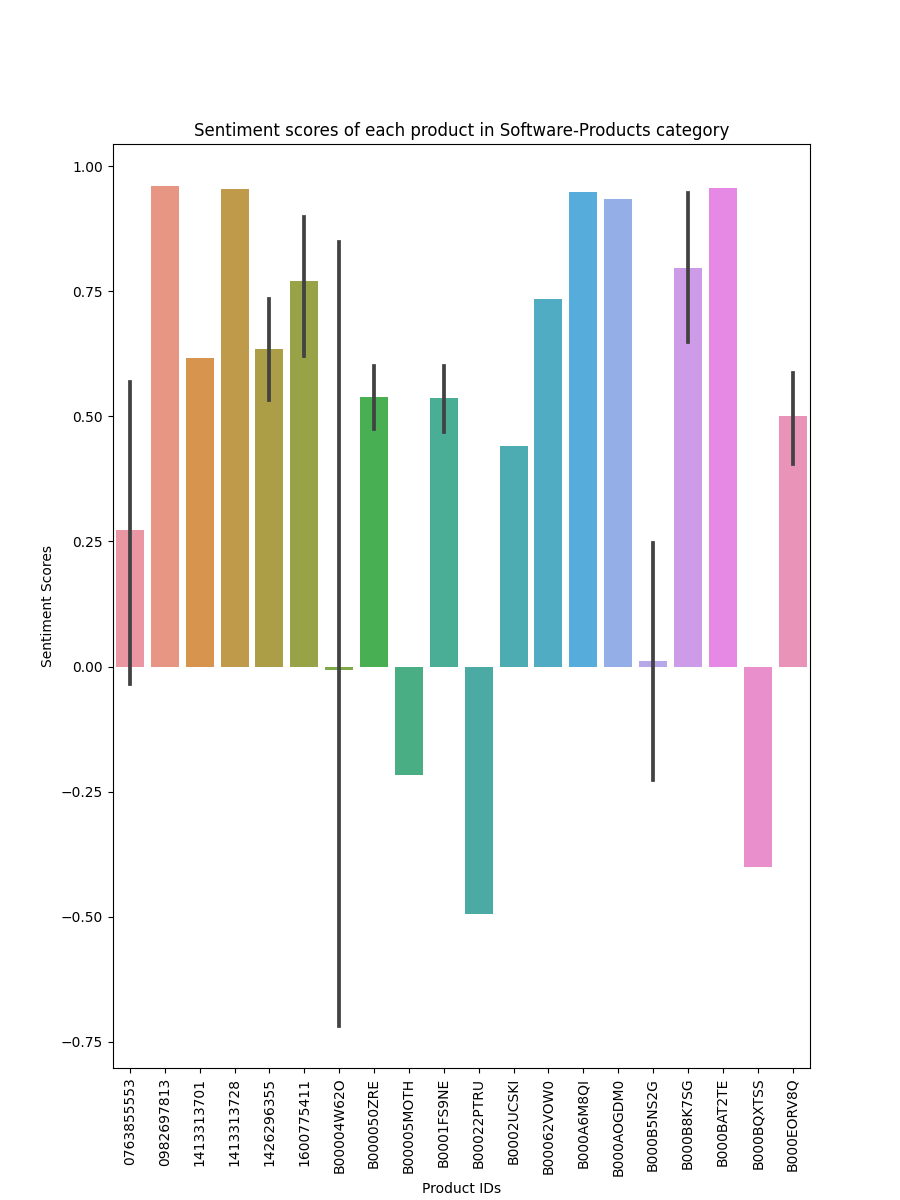 Sentiment scores of each product in Software-Products category
1.00
0.75
0.50
0.25
0.00
−0.25
−0.50
−0.75
Sentiment Scores
0763855553
0982697813
1413313701
1413313728
1426296355
1600775411
B00004W62O
B000050ZRE
B00005MOTH
B0001FS9NE
B00022PTRU
B0002UCSKI
B00062VOW0
B000A6M8QI
B000AOGDM0
B000B5NS2G
B000B8K7SG
B000BAT2TE
B000BQXTSS
B000EORV8Q
Product IDs